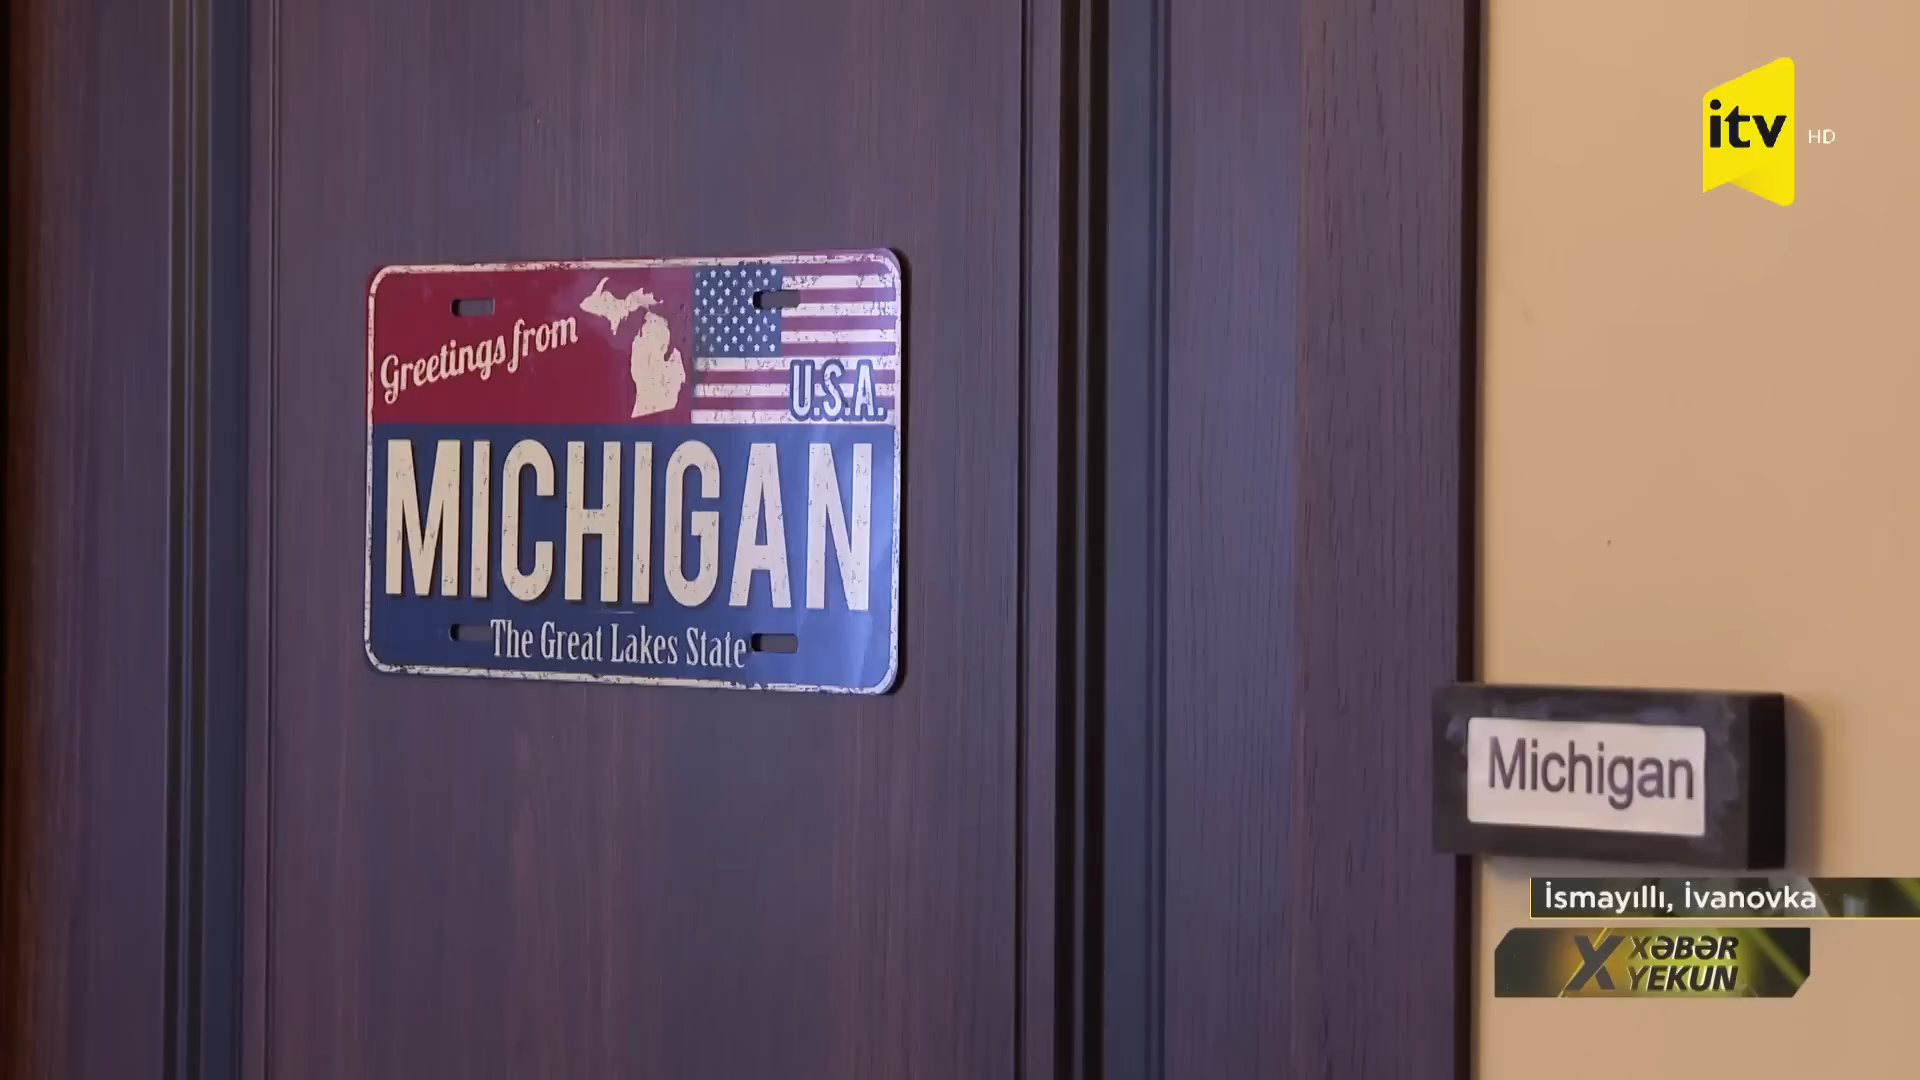 itv HD
Greetings from
U.S.A.
MICHIGAN
The Great Lakes State
Michigan
İsmayıllı, İvanovka
X XƏBƏR
YEKUN